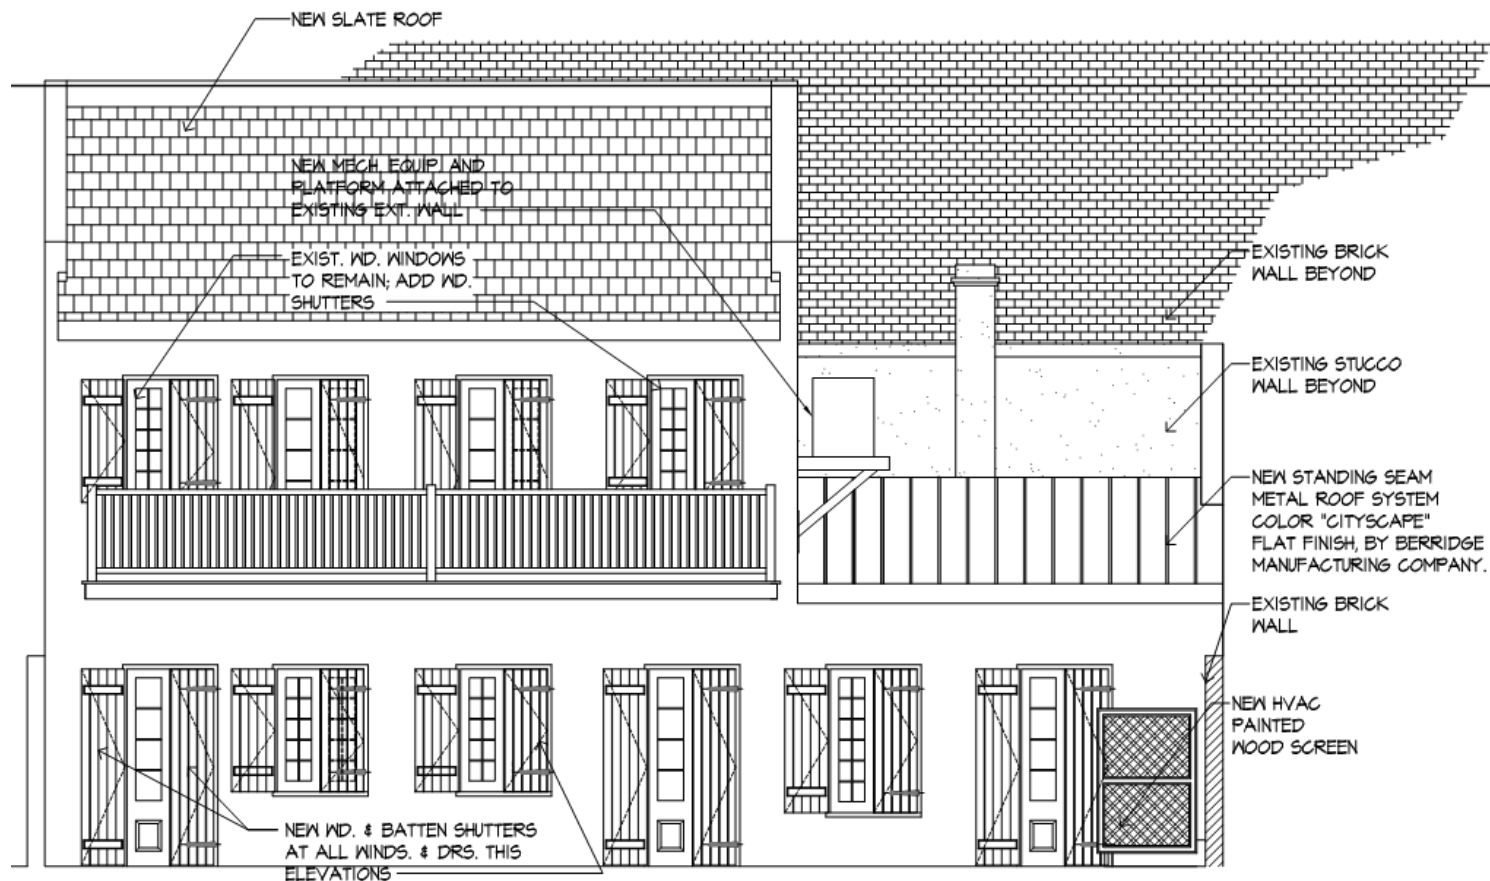 NEW SLATE ROOF
NEW MECH. EQUIP. AND
PLATFORM ATTACHED TO
EXISTING EXT. WALL
EXIST. WD. WINDOWS
TO REMAIN; ADD WD.
SHUTTERS
EXISTING BRICK
WALL BEYOND
EXISTING STUCCO
WALL BEYOND
NEW STANDING SEAM
METAL ROOF SYSTEM
COLOR "CITYSCAPE"
FLAT FINISH, BY BERRIDGE
MANUFACTURING COMPANY.
EXISTING BRICK
WALL
NEW HVAC
PAINTED
WOOD SCREEN
NEW WD. & BATTEN SHUTTERS
AT ALL WINDS. & DRS. THIS
ELEVATIONS